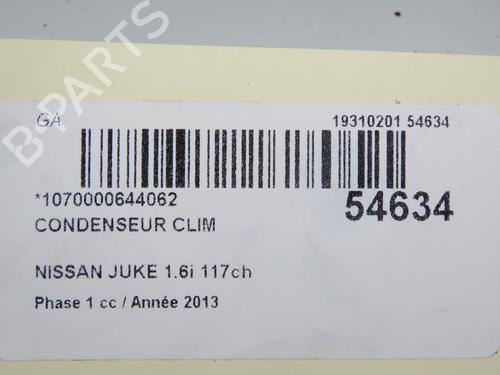 B-PARTS
GA
19310201 54634
*1070000644062
54634
CONDENSEUR CLIM
NISSAN JUKE 1.6i 117ch
Phase 1 cc / Année 2013